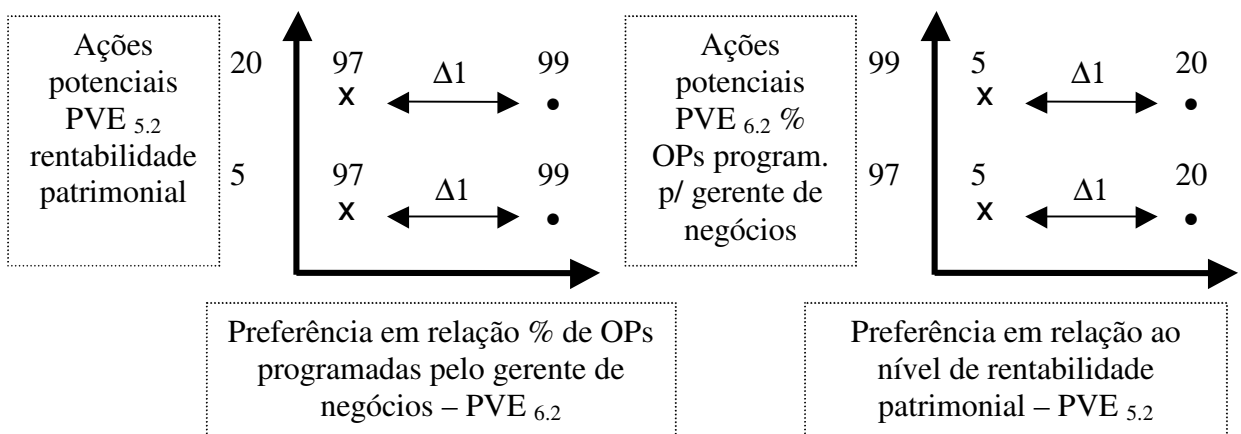 Ações
potenciais
PVE 5.2
rentabilidade
patrimonial
20
97
x
Δ1
99
5
97
x
Δ1
99
Preferência em relação % de OPs
programadas pelo gerente de
negócios – PVE 6.2
Ações
potenciais
PVE 6.2 %
OPs program.
p/ gerente de
negócios
99
5
x
Δ1
20
97
5
x
Δ1
20
Preferência em relação ao
nível de rentabilidade
patrimonial – PVE 5.2